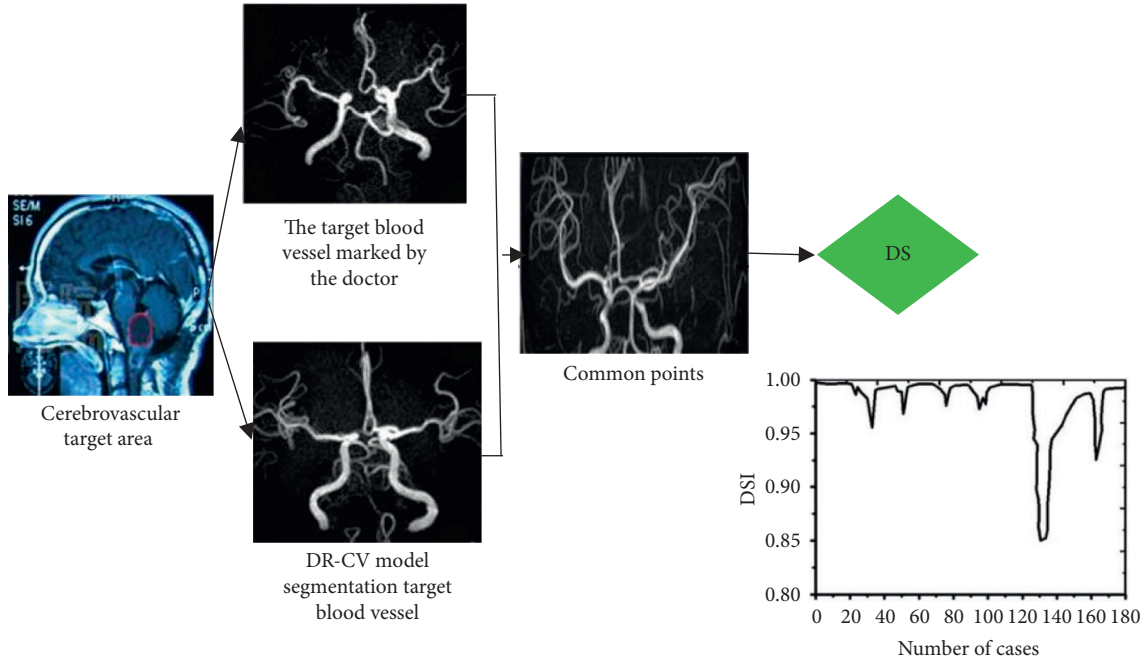 SE/M
SI6
Cerebrovascular
target area
The target blood
vessel marked by
the doctor
DR-CV model
segmentation target
blood vessel
Common points
DS
1.00
0.95
0.90
0.85
0.80
DSI
0 20 40 60 80 100 120 140 160 180
Number of cases